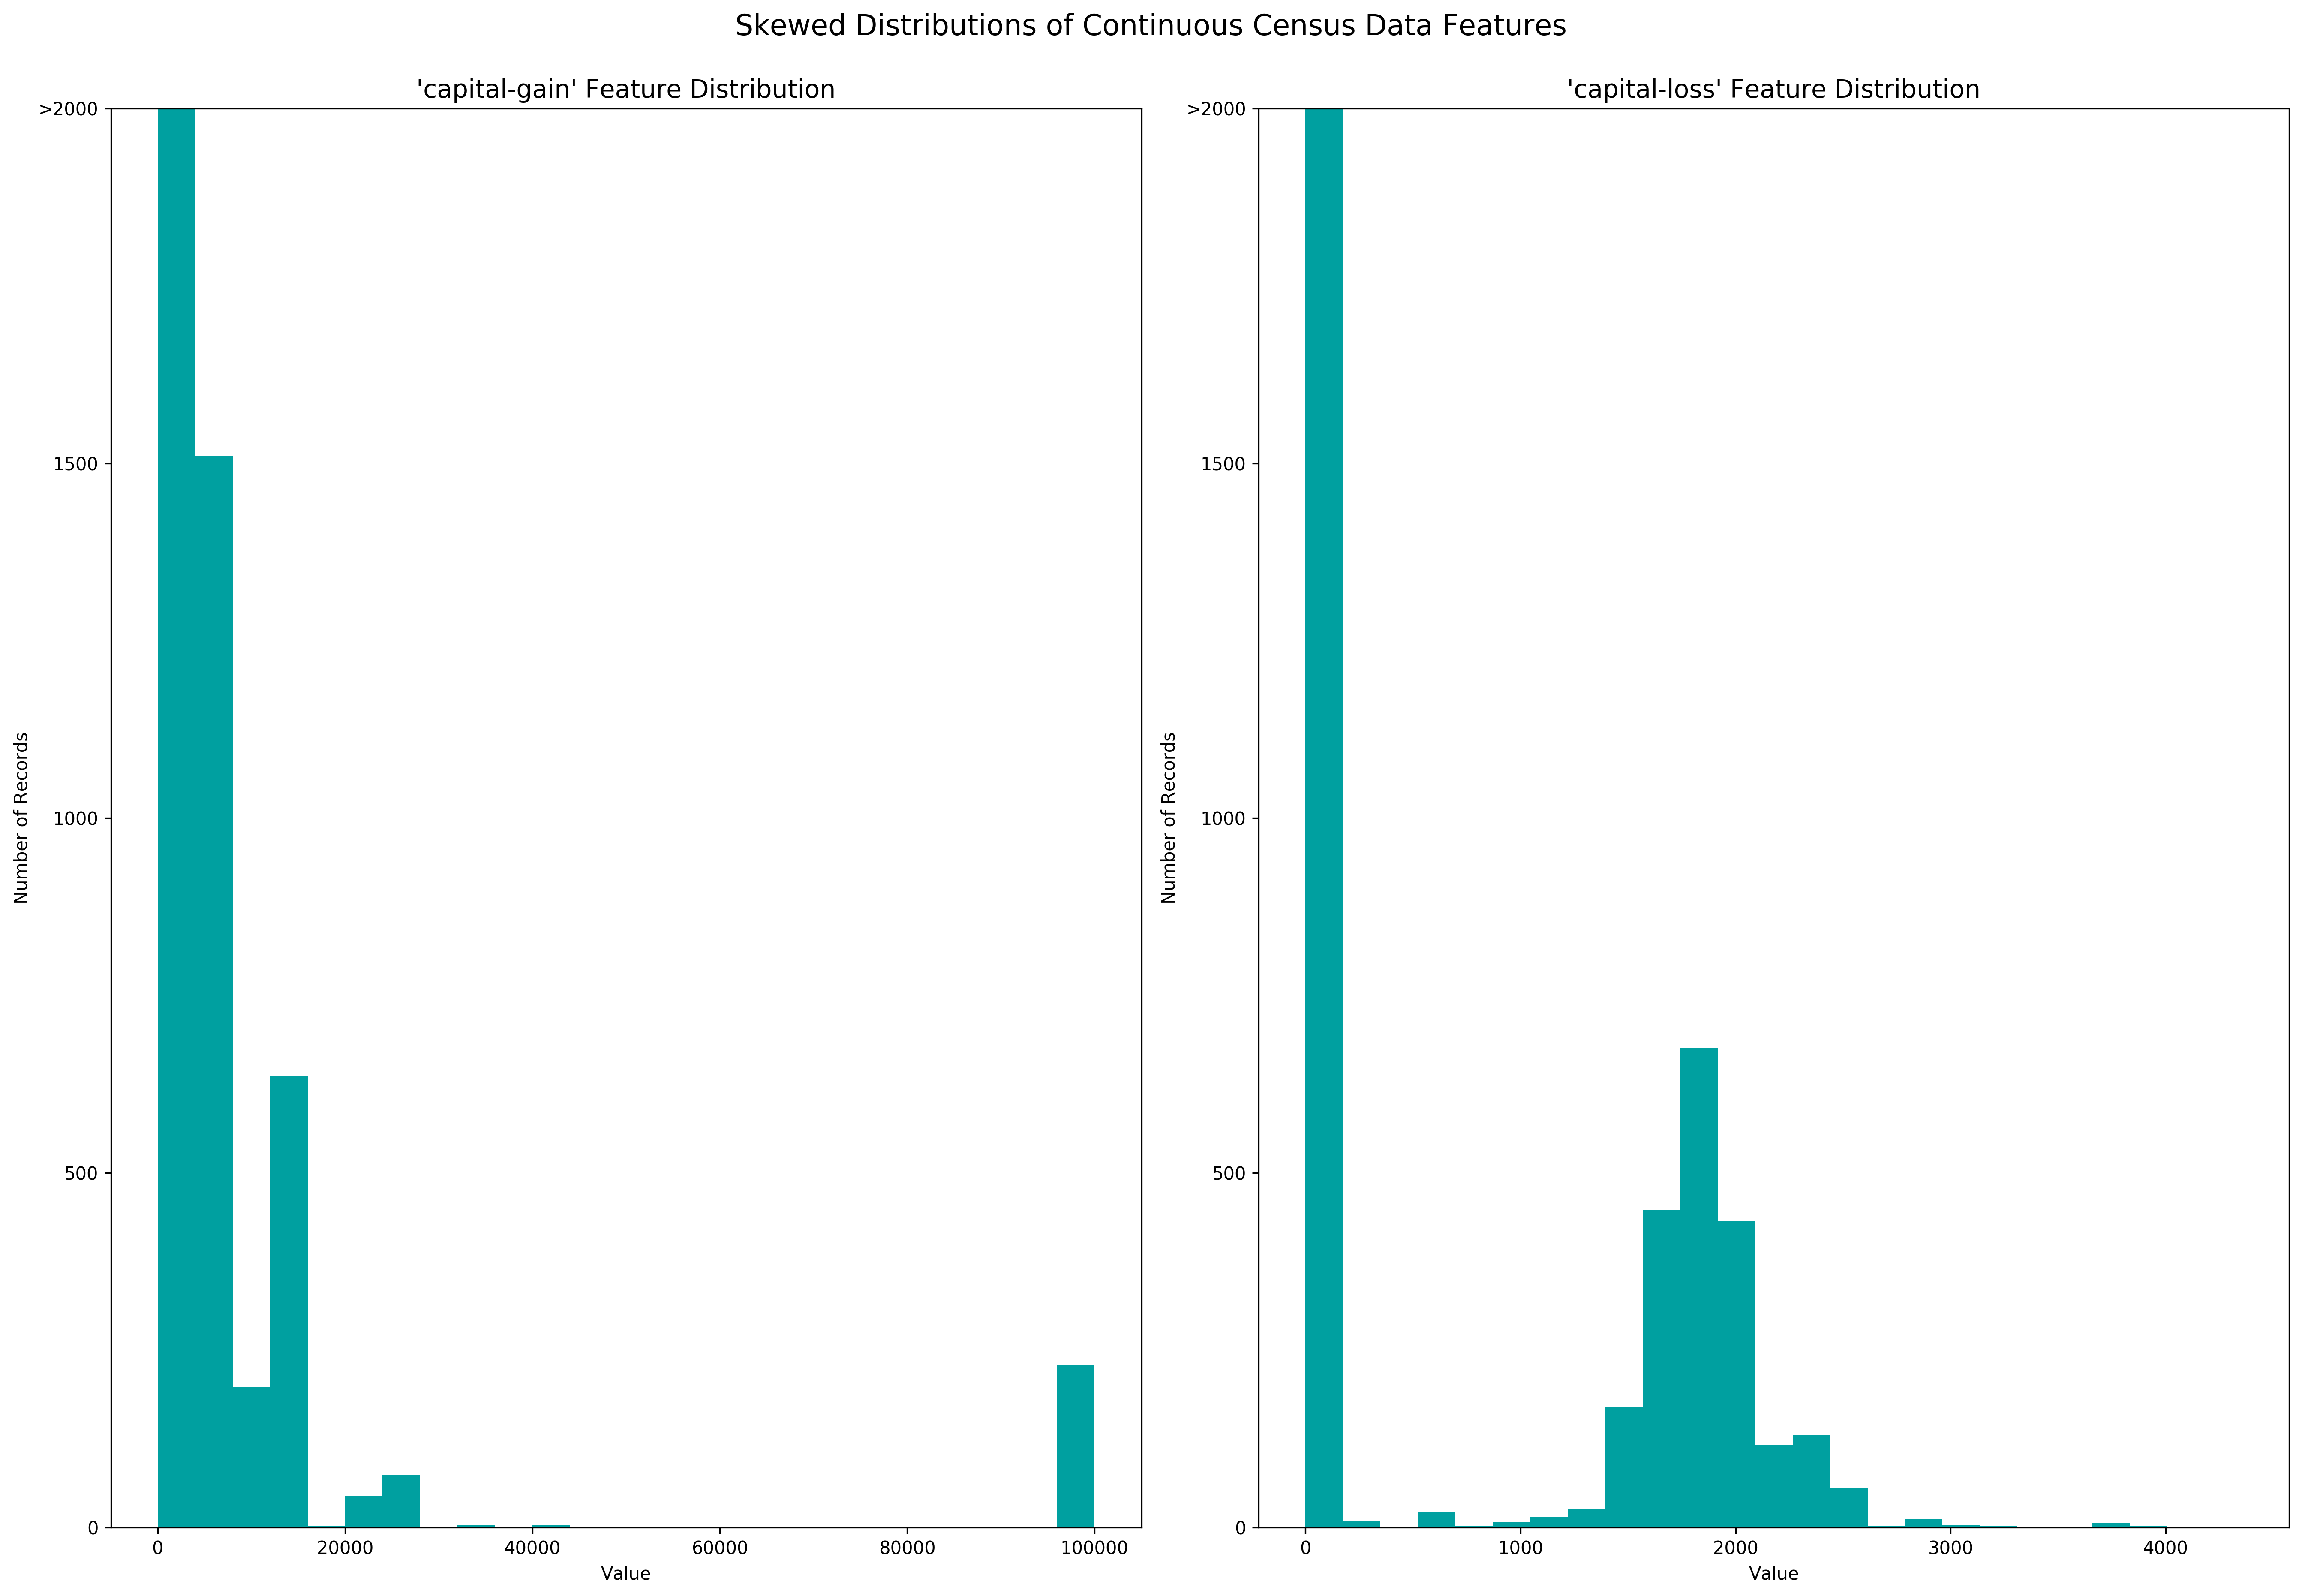 Skewed Distributions of Continuous Census Data Features
'capital-gain' Feature Distribution
>2000
1500
1000
500
0
Number of Records
0 20000 40000 60000 80000 100000
Value
'capital-loss' Feature Distribution
>2000
1500
1000
500
0
Number of Records
0 1000 2000 3000 4000
Value